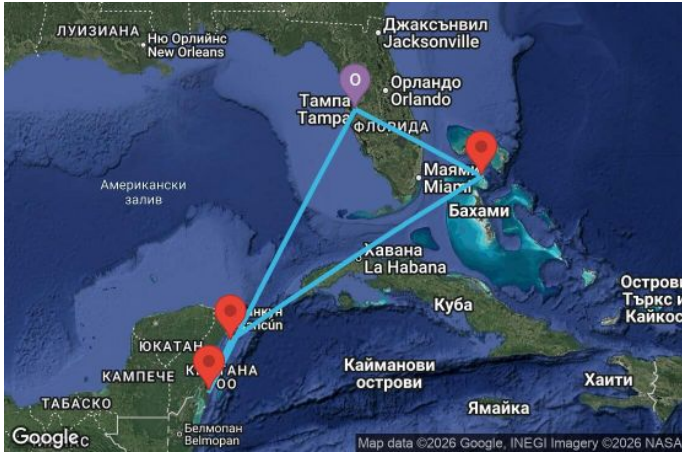 ЛУИЗИАНА
Ню Орлийнс
New Orleans
Джаксънвил
Jacksonville
О
Орландо
Orlando
Тампа
Tampa
ФЛОРИДА
Маями
Miami
Американски
залив
Бахами
Хавана
La Habana
Куба
Острови
Търкс и
Кайкос
ЮКАТАН
КАМПЕЧЕ
ТАБАСКО
Кайманови
острови
Хаити
Ямайка
Белмопан
Belmopan
Google
Map data ©2026 Google, INEGI Imagery ©2026 NASA